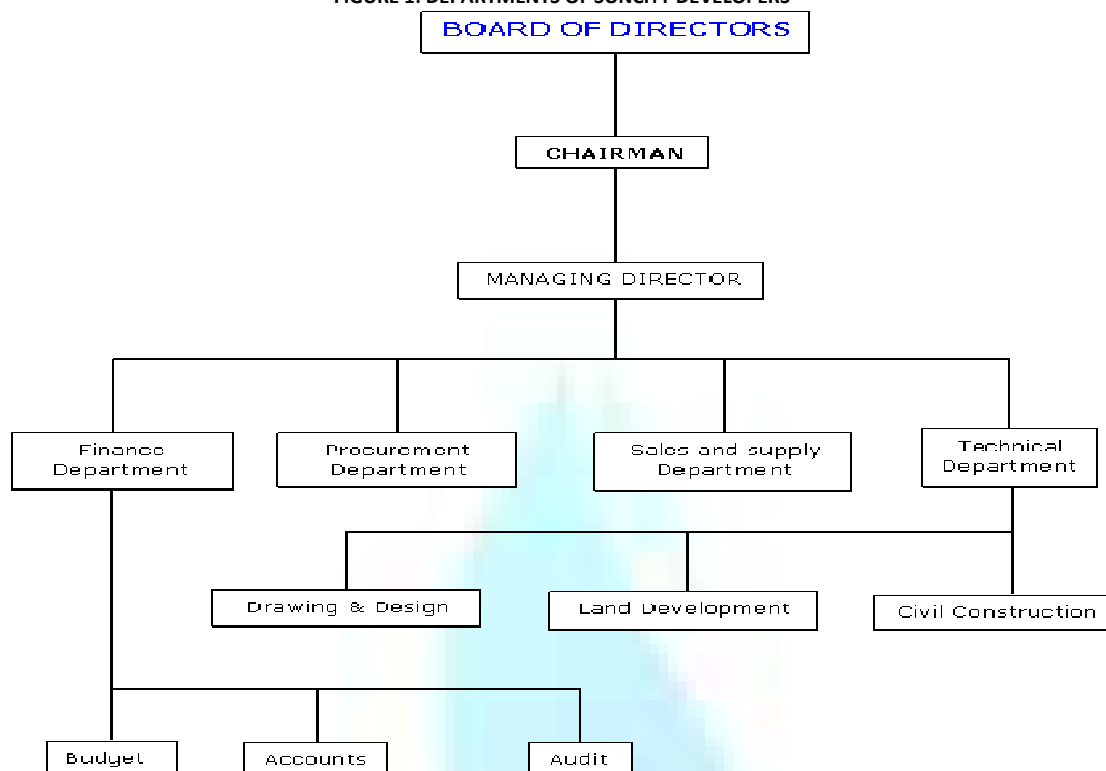 FIGURE 1: DEPARTMENTS OF SUNCITY DEVELOPERS
BOARD OF DIRECTORS
CHAIRMAN
MANAGING DIRECTOR
Finance
Department
Procurement
Department
Sales and supply
Department
Technical
Department
Drawing & Design
Land Development
Civil Construction
Budget
Accounts
Audit